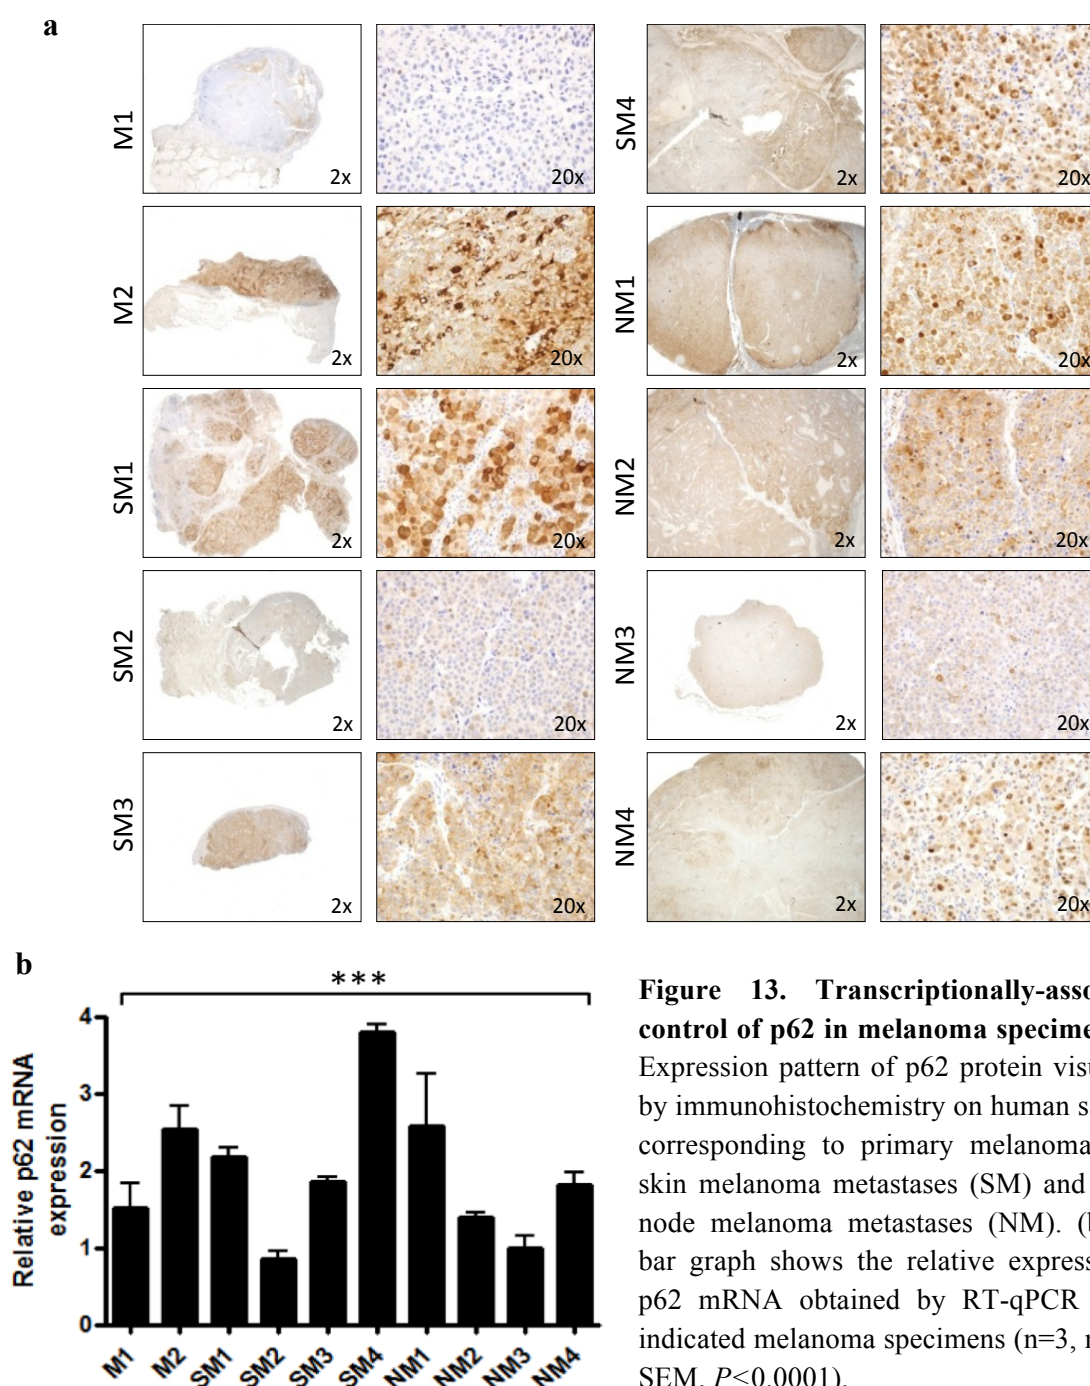 a
M1
2x
20x
SM4
2x
20x
M2
2x
20x
NM1
2x
20x
SM1
2x
20x
NM2
2x
20x
SM2
2x
20x
NM3
2x
20x
SM3
2x
20x
NM4
2x
20x
b
***
Relative p62 mRNA
expression
4
3
2
1
0
M1 M2 SM1 SM2 SM3 SM4 NM1 NM2 NM3 NM4
Figure 13. Transcriptionally-asso
control of p62 in melanoma specime
Expression pattern of p62 protein visu
by immunohistochemistry on human s
corresponding to primary melanoma
skin melanoma metastases (SM) and
node melanoma metastases (NM). (b
bar graph shows the relative express
p62 mRNA obtained by RT-qPCR
indicated melanoma specimens (n=3, m
SEM, P<0.0001).